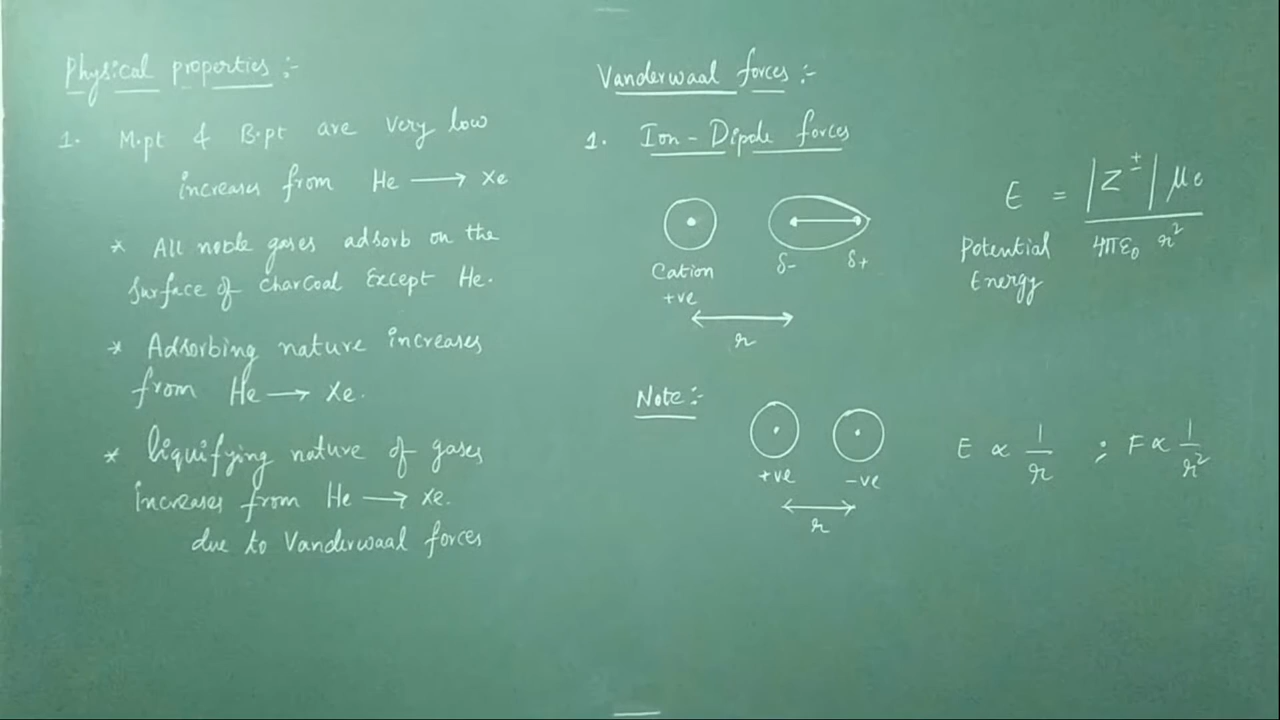 Physical properties :-
1. M.pt & B.pt are very low
increases from He ⟶ Xe
* All noble gases adsorb on the
surface of charcoal Except He.
* Adsorbing nature increases
from He ⟶ Xe.
* liquifying nature of gases
increases from He ⟶ Xe.
due to Vanderwaal forces
Vanderwaal forces :-
1. Ion - Dipole forces
Cation δ- δ+
+ve
r
E = |Z±| μe / 4πε₀ r²
Potential
Energy
Note :-
+ve -ve
r
E ∝ 1/r ; F ∝ 1/r²